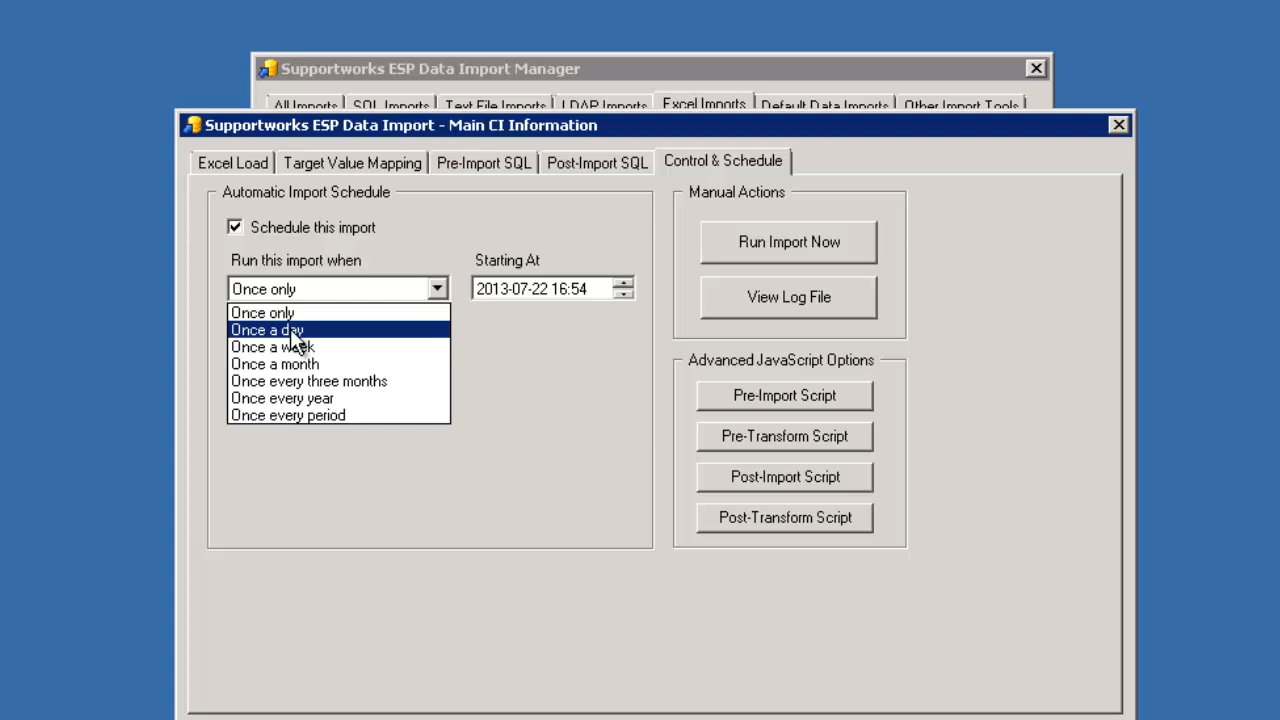 Supportworks ESP Data Import Manager
All Imports SQL Imports Text File Imports LDAP Imports Excel Imports Default Data Imports Other Import Tools
Supportworks ESP Data Import - Main CI Information
Excel Load Target Value Mapping Pre-Import SQL Post-Import SQL Control & Schedule
Automatic Import Schedule
Schedule this import
Run this import when
Starting At
Once only
2013-07-22 16:54
Once only
Once a day
Once a week
Once a month
Once every three months
Once every year
Once every period
Manual Actions
Run Import Now
View Log File
Advanced JavaScript Options
Pre-Import Script
Pre-Transform Script
Post-Import Script
Post-Transform Script